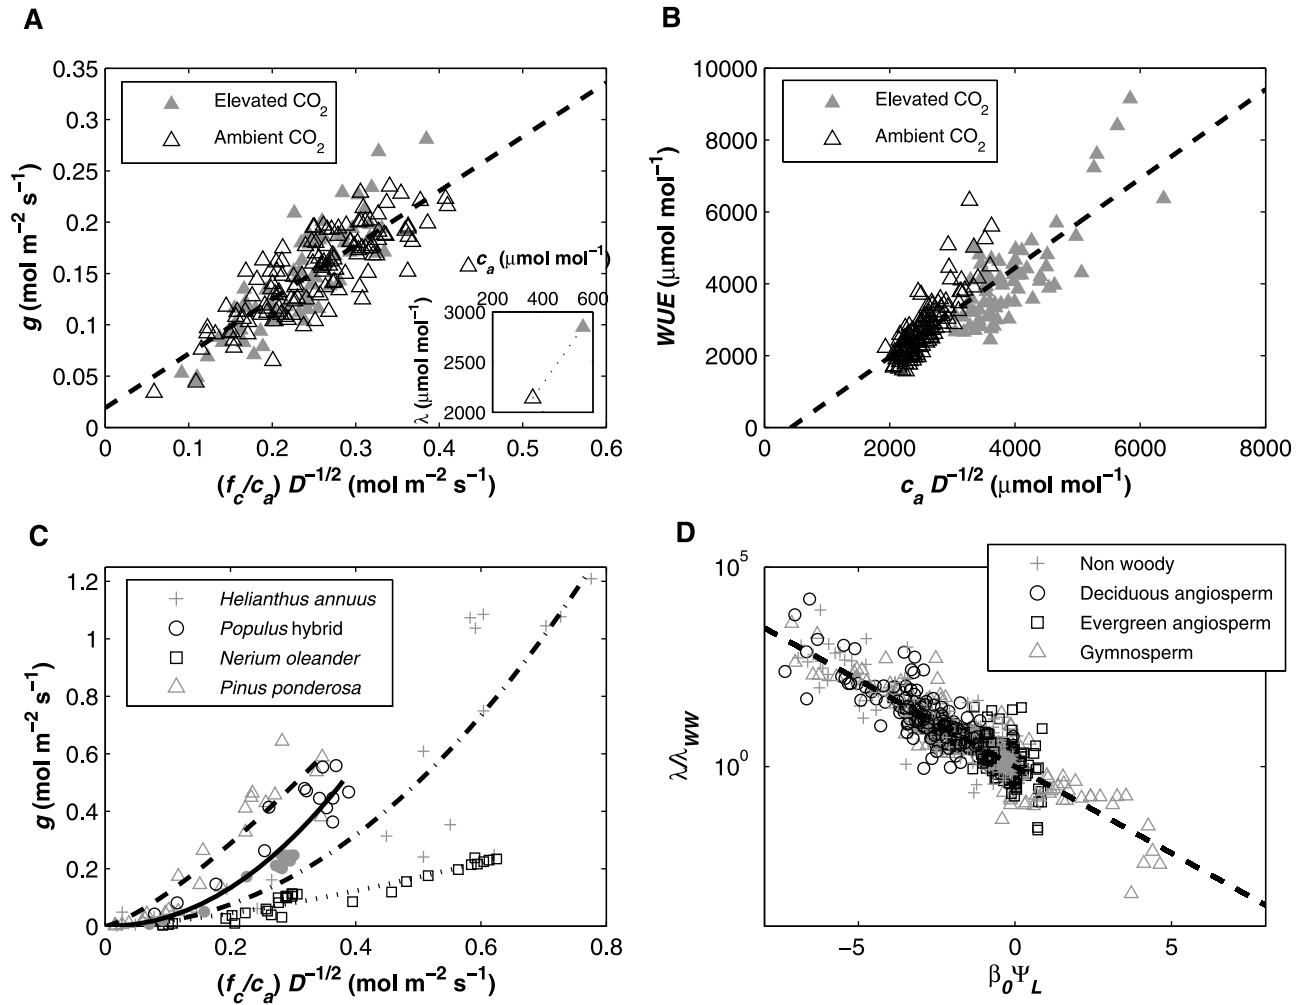 A
g (mol m⁻² s⁻¹)
0.35
0.3
0.25
0.2
0.15
0.1
0.05
0
Elevated CO₂
Ambient CO₂
cₐ (μmol mol⁻¹)
200 400 600
λ (μmol mol⁻¹)
3000
2500
2000
0 0.1 0.2 0.3 0.4 0.5 0.6
(f_c/cₐ) D⁻¹/² (mol m⁻² s⁻¹)
B
WUE (μmol mol⁻¹)
10000
8000
6000
4000
2000
0
Elevated CO₂
Ambient CO₂
0 2000 4000 6000 8000
cₐ D⁻¹/² (μmol mol⁻¹)
C
g (mol m⁻² s⁻¹)
1.2
1
0.8
0.6
0.4
0.2
0
Helianthus annuus
Populus hybrid
Nerium oleander
Pinus ponderosa
0 0.2 0.4 0.6 0.8
(f_c/cₐ) D⁻¹/² (mol m⁻² s⁻¹)
D
λ/λ_WW
10⁵
10⁰
Non woody
Deciduous angiosperm
Evergreen angiosperm
Gymnosperm
−5 0 5
β₀Ψ_L